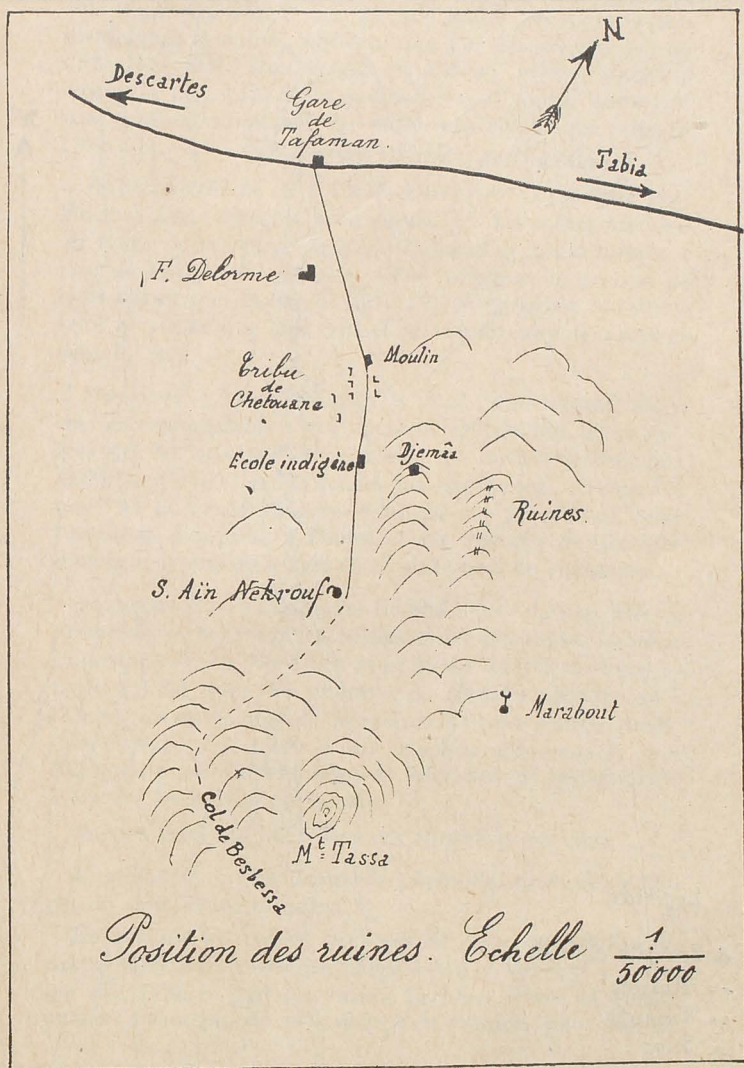 N
Descartes
Gare
de
Tafaman.
Tabia
F. Delorme
Moulin
Tribu
de
Chetouane
Ecole indigène
Djemâa
Ruines.
S. Aïn Nekrouf
Marabout
Col de Besbessa
Mt Tassa
Position des ruines. Echelle 1/50000